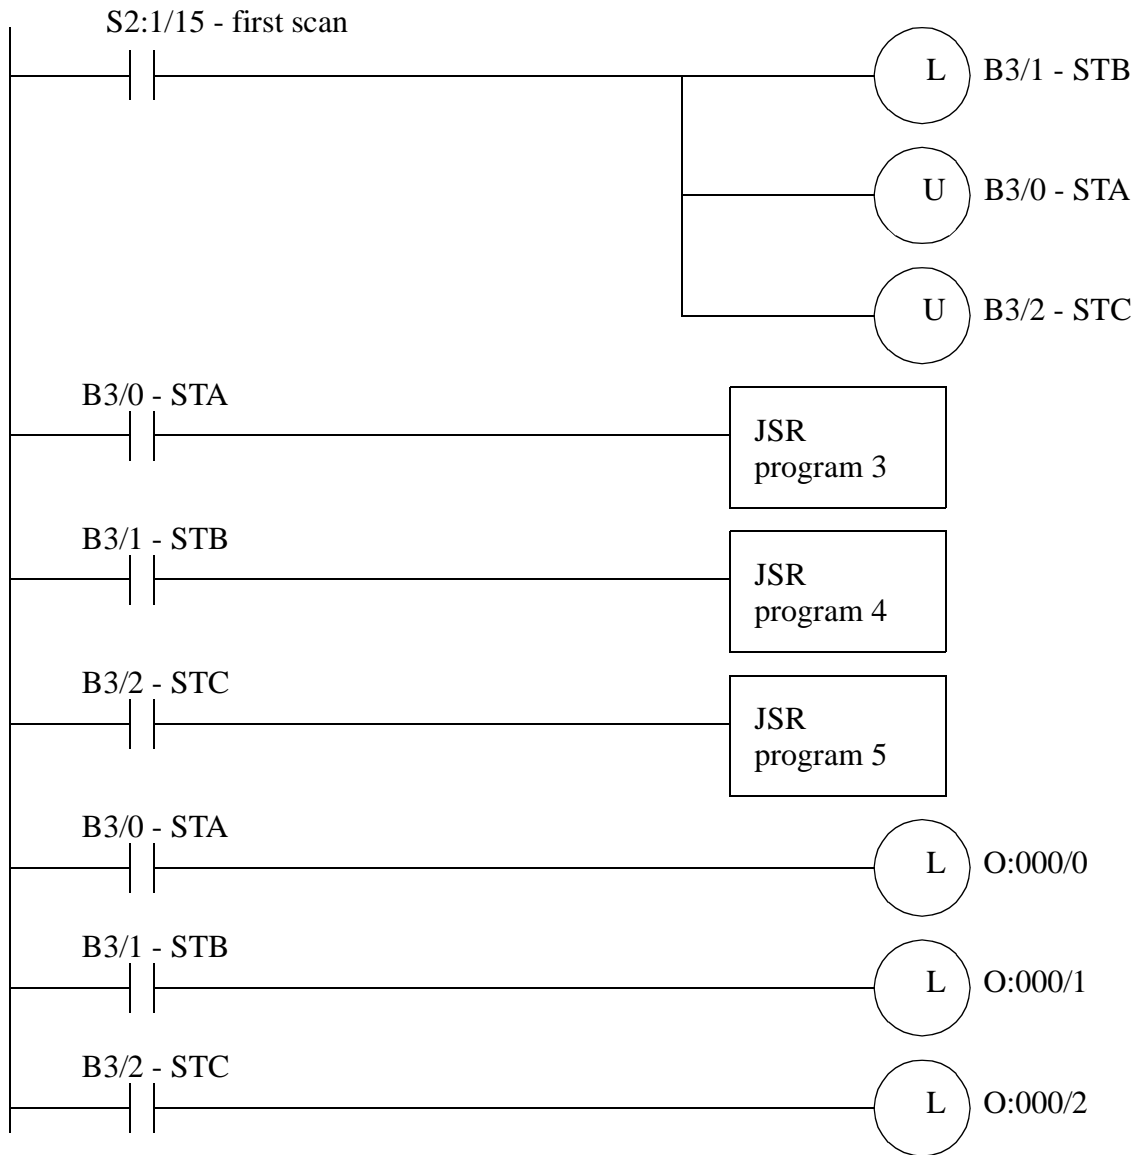 S2:1/15 - first scan
L B3/1 - STB
U B3/0 - STA
U B3/2 - STC
B3/0 - STA
JSR
program 3
B3/1 - STB
JSR
program 4
B3/2 - STC
JSR
program 5
B3/0 - STA
L O:000/0
B3/1 - STB
L O:000/1
B3/2 - STC
L O:000/2